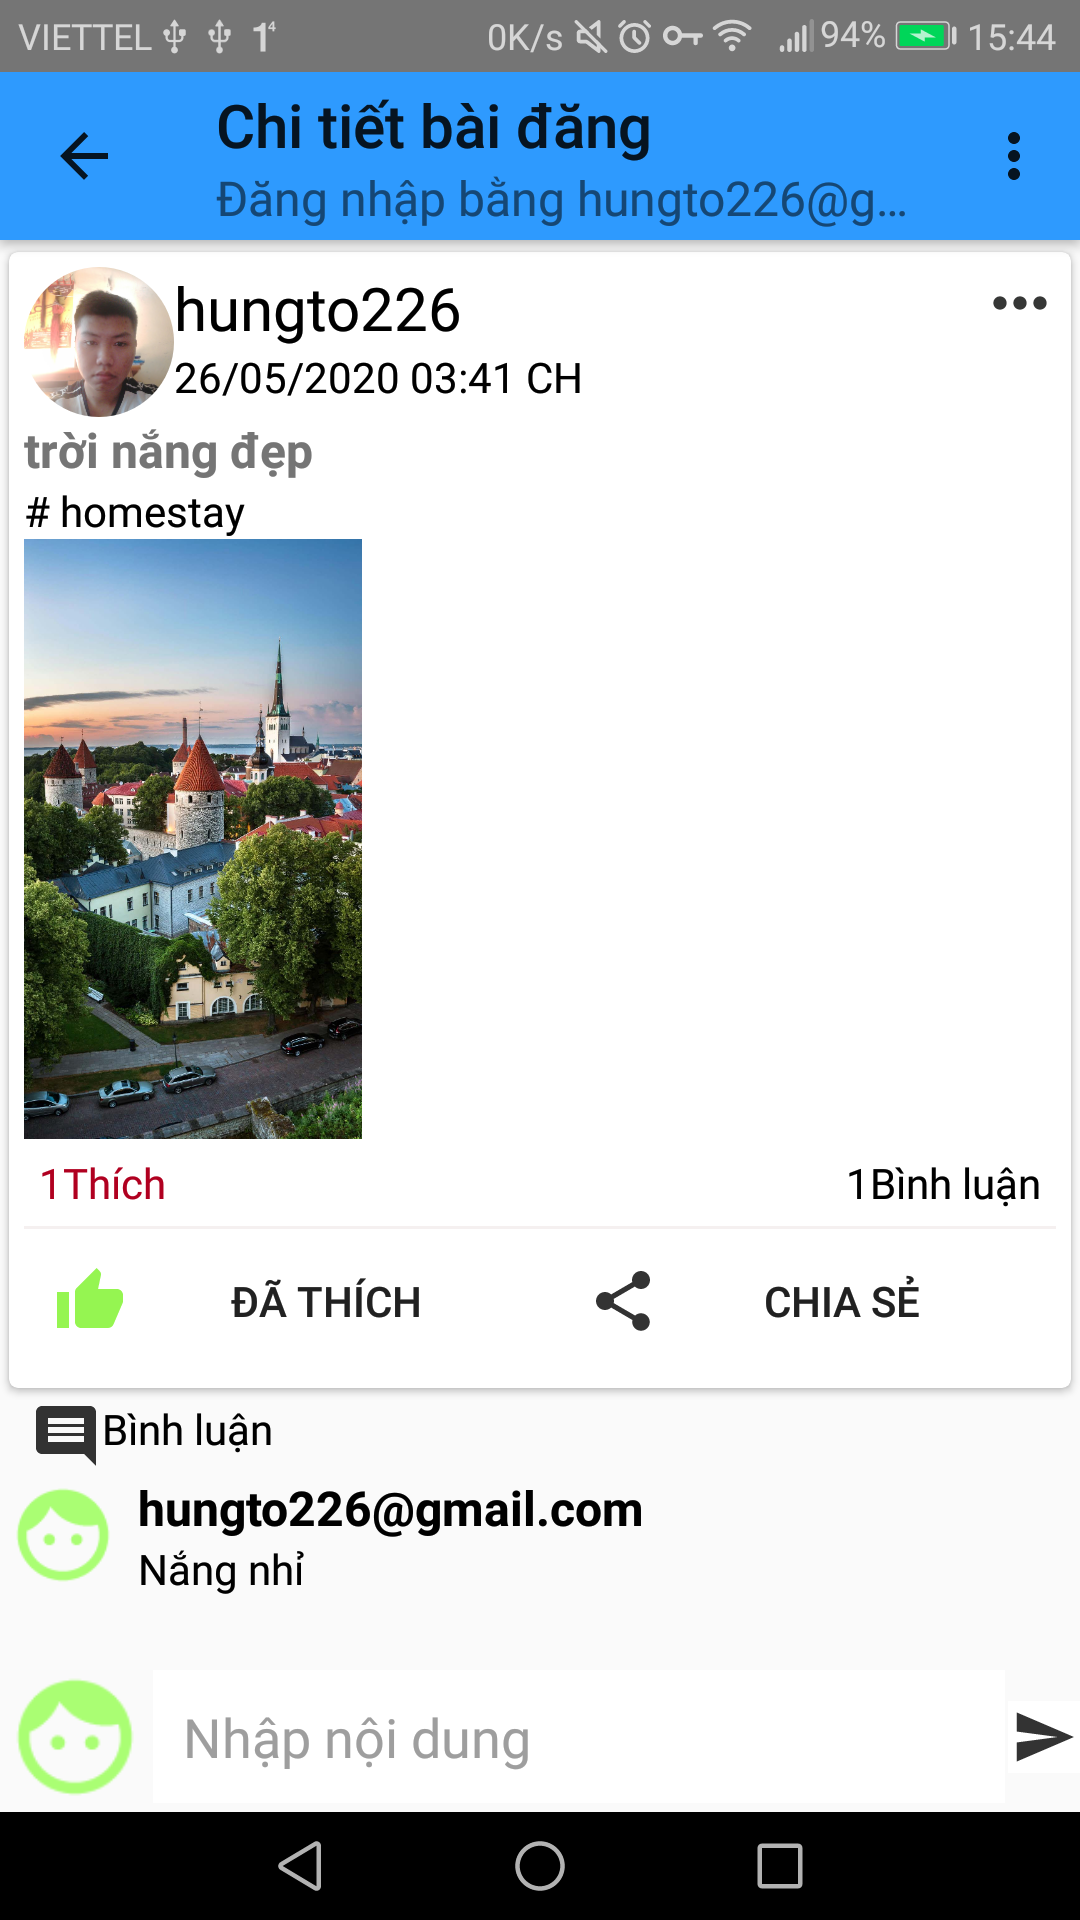 VIETTEL 1⁴ 0K/s 94% 15:44
Chi tiết bài đăng
Đăng nhập bằng hungto226@g...
hungto226
26/05/2020 03:41 CH
trời nắng đẹp
# homestay
1Thích 1Bình luận
ĐÃ THÍCH CHIA SẺ
Bình luận
hungto226@gmail.com
Nắng nhỉ
Nhập nội dung